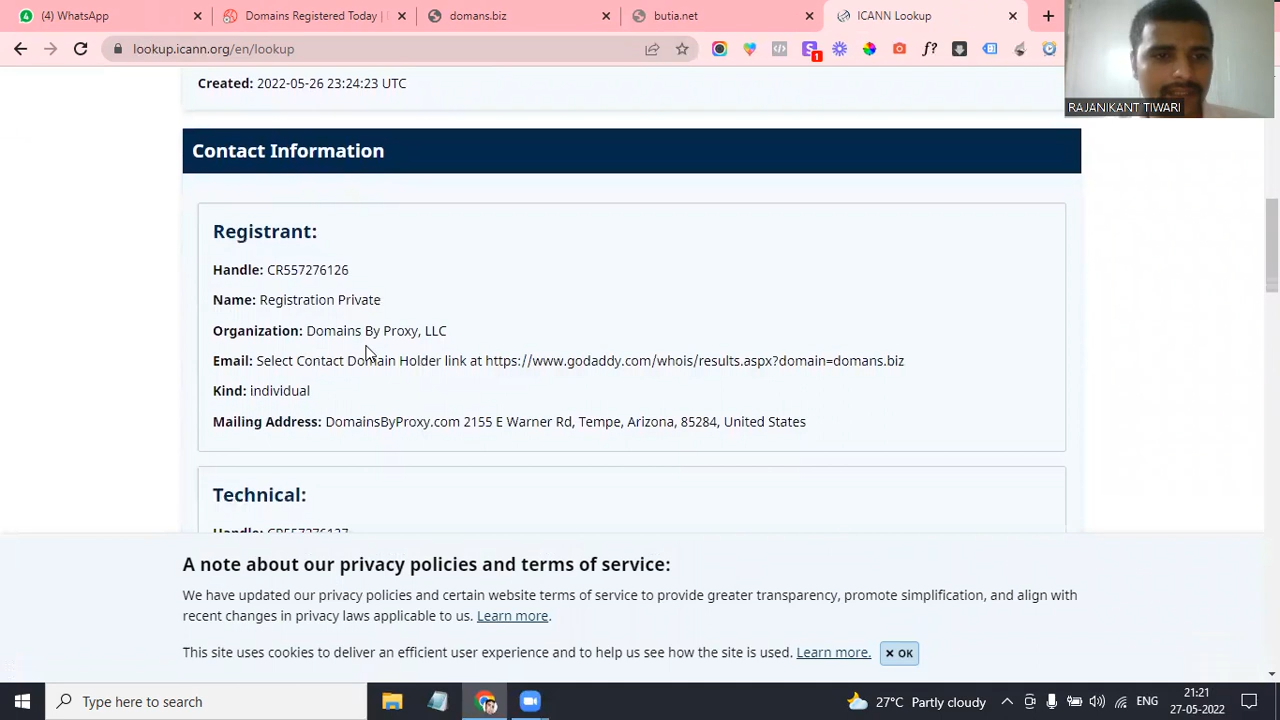 4 (4) WhatsApp
Domains Registered Today |
domans.biz
butia.net
ICANN Lookup
lookup.icann.org/en/lookup
f?
1
RAJANIKANT TIWARI
Created: 2022-05-26 23:24:23 UTC
Contact Information
Registrant:
Handle: CR557276126
Name: Registration Private
Organization: Domains By Proxy, LLC
Email: Select Contact Domain Holder link at https://www.godaddy.com/whois/results.aspx?domain=domans.biz
Kind: individual
Mailing Address: DomainsByProxy.com 2155 E Warner Rd, Tempe, Arizona, 85284, United States
Technical:
Handle: CR557276127
A note about our privacy policies and terms of service:
We have updated our privacy policies and certain website terms of service to provide greater transparency, promote simplification, and align with
recent changes in privacy laws applicable to us. Learn more.
This site uses cookies to deliver an efficient user experience and to help us see how the site is used. Learn more. × OK
Type here to search
27°C Partly cloudy
ENG
21:21
27-05-2022